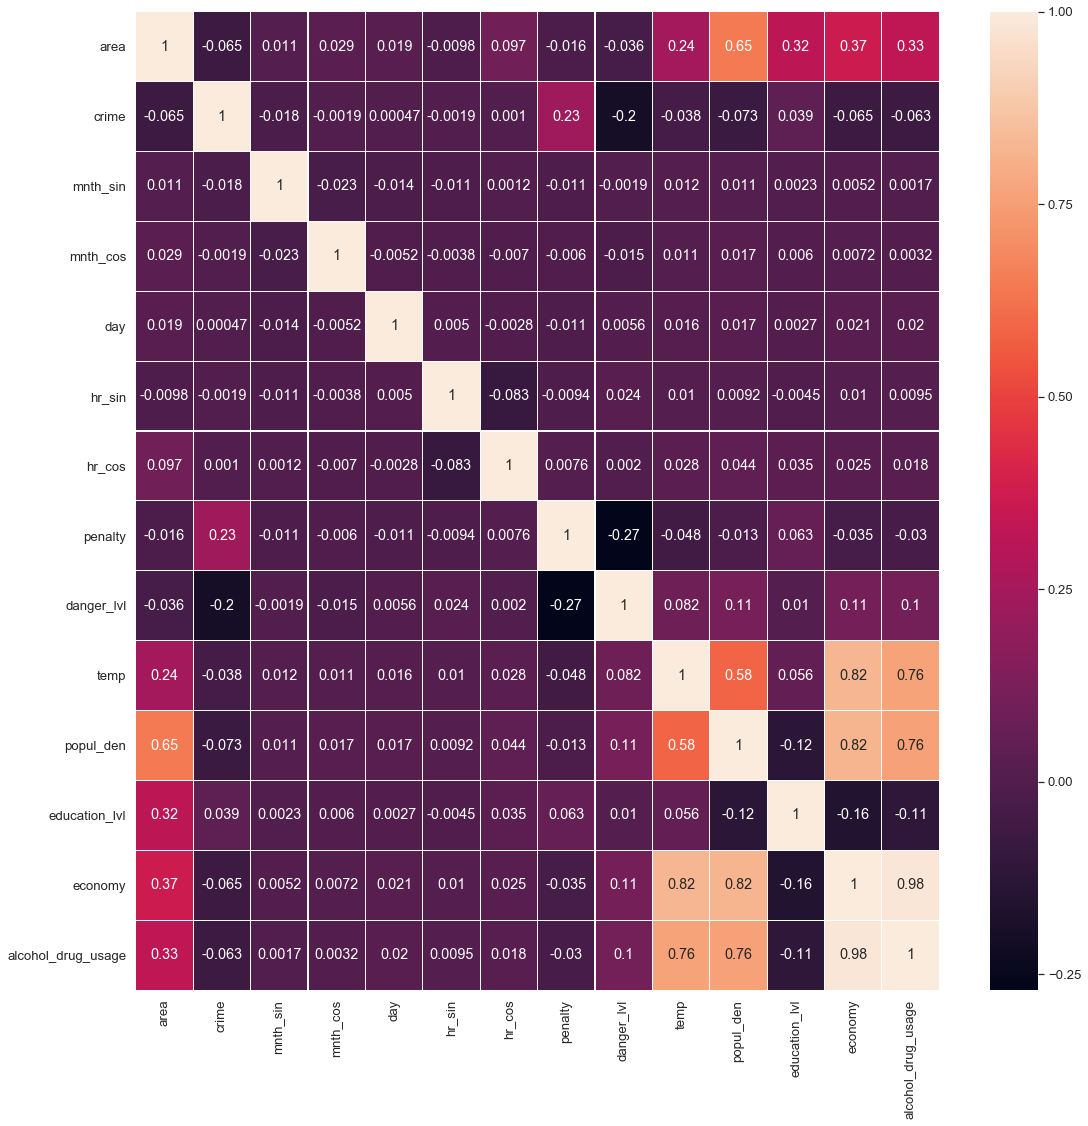 area 1 -0.065 0.011 0.029 0.019 -0.0098 0.097 -0.016 -0.036 0.24 0.65 0.32 0.37 0.33
crime -0.065 1 -0.018 -0.0019 0.00047 -0.0019 0.001 0.23 -0.2 -0.038 -0.073 0.039 -0.065 -0.063
mnth_sin 0.011 -0.018 1 -0.023 -0.014 -0.011 0.0012 -0.011 -0.0019 0.012 0.011 0.0023 0.0052 0.0017
mnth_cos 0.029 -0.0019 -0.023 1 -0.0052 -0.0038 -0.007 -0.006 -0.015 0.011 0.017 0.006 0.0072 0.0032
day 0.019 0.00047 -0.014 -0.0052 1 0.005 -0.0028 -0.011 0.0056 0.016 0.017 0.0027 0.021 0.02
hr_sin -0.0098 -0.0019 -0.011 -0.0038 0.005 1 -0.083 -0.0094 0.024 0.01 0.0092 -0.0045 0.01 0.0095
hr_cos 0.097 0.001 0.0012 -0.007 -0.0028 -0.083 1 0.0076 0.002 0.028 0.044 0.035 0.025 0.018
penalty -0.016 0.23 -0.011 -0.006 -0.011 -0.0094 0.0076 1 -0.27 -0.048 -0.013 0.063 -0.035 -0.03
danger_lvl -0.036 -0.2 -0.0019 -0.015 0.0056 0.024 0.002 -0.27 1 0.082 0.11 0.01 0.11 0.1
temp 0.24 -0.038 0.012 0.011 0.016 0.01 0.028 -0.048 0.082 1 0.58 0.056 0.82 0.76
popul_den 0.65 -0.073 0.011 0.017 0.017 0.0092 0.044 -0.013 0.11 0.58 1 -0.12 0.82 0.76
education_lvl 0.32 0.039 0.0023 0.006 0.0027 -0.0045 0.035 0.063 0.01 0.056 -0.12 1 -0.16 -0.11
economy 0.37 -0.065 0.0052 0.0072 0.021 0.01 0.025 -0.035 0.11 0.82 0.82 -0.16 1 0.98
alcohol_drug_usage 0.33 -0.063 0.0017 0.0032 0.02 0.0095 0.018 -0.03 0.1 0.76 0.76 -0.11 0.98 1
area crime mnth_sin mnth_cos day hr_sin hr_cos penalty danger_lvl temp popul_den education_lvl economy alcohol_drug_usage
1.00
0.75
0.50
0.25
0.00
−0.25